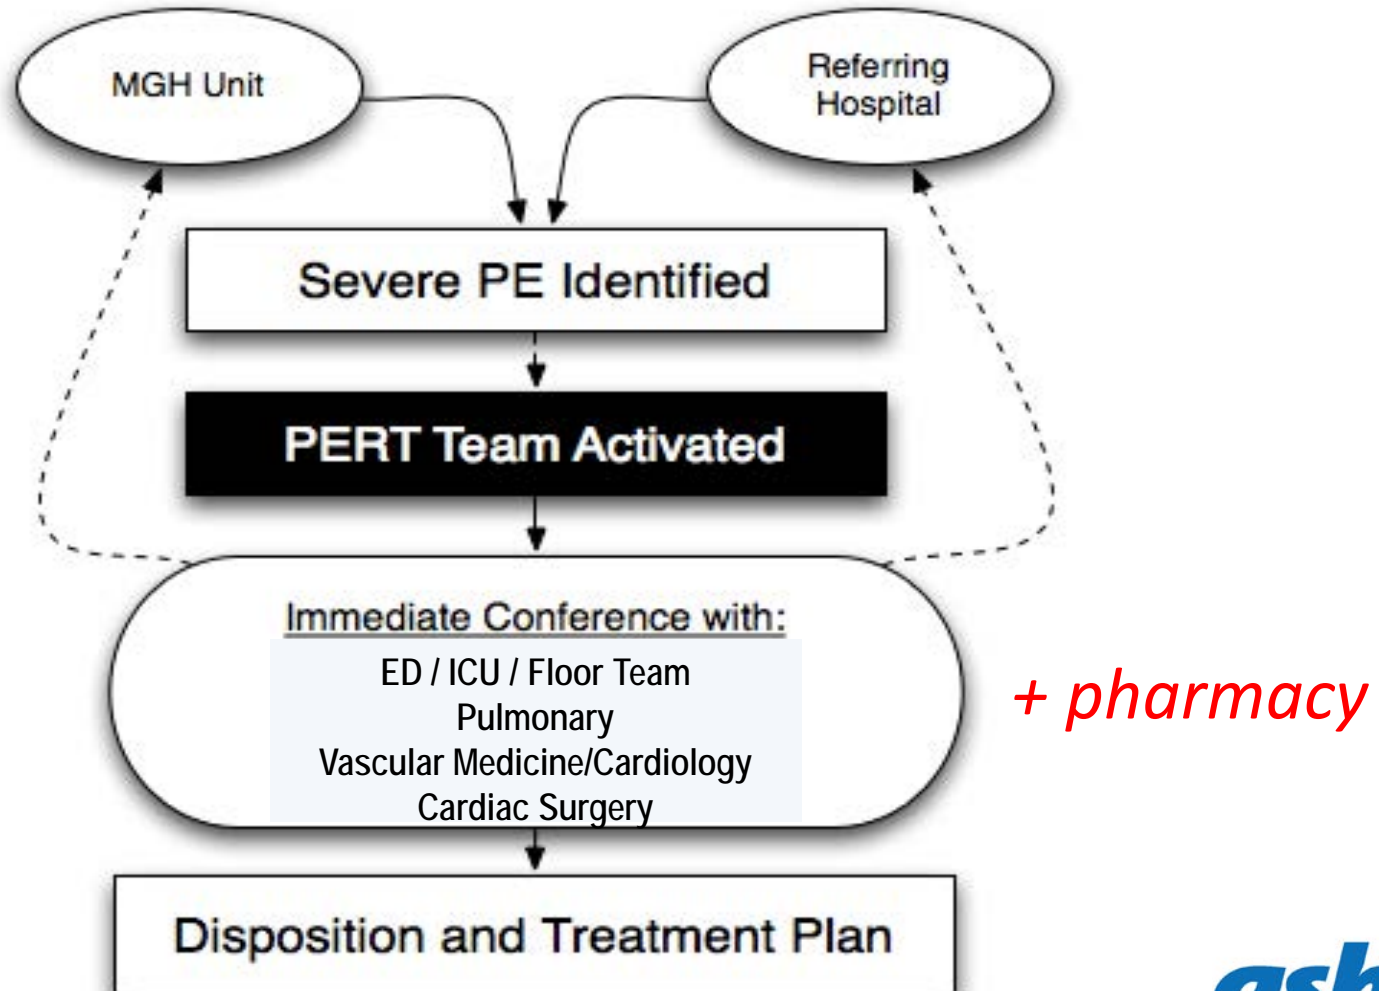 MGH Unit
Referring
Hospital
Severe PE Identified
PERT Team Activated
Immediate Conference with:
ED / ICU / Floor Team
Pulmonary
Vascular Medicine/Cardiology
Cardiac Surgery
+ pharmacy
Disposition and Treatment Plan